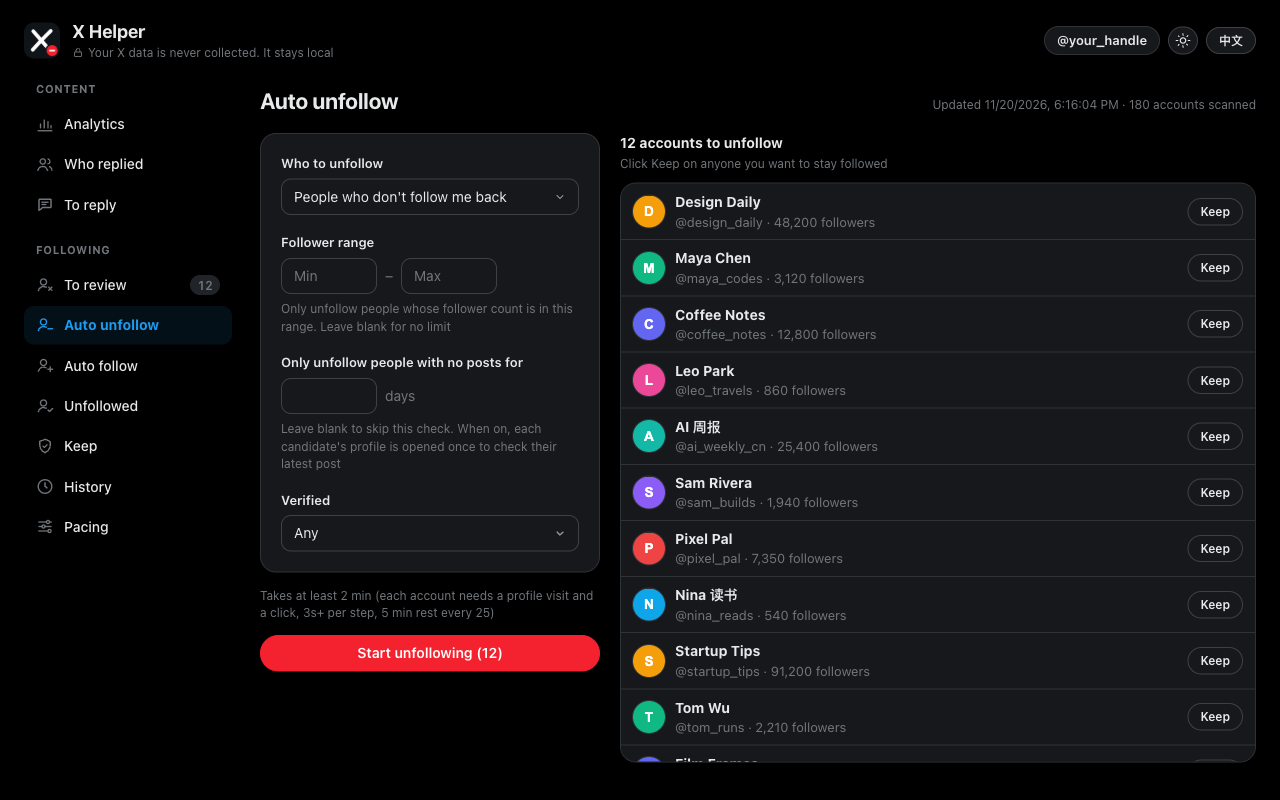 X Helper
Your X data is never collected. It stays local
@your_handle
中文
CONTENT
Analytics
Who replied
To reply
FOLLOWING
To review
12
Auto unfollow
Auto follow
Unfollowed
Keep
History
Pacing
Auto unfollow
Updated 11/20/2026, 6:16:04 PM · 180 accounts scanned
Who to unfollow
People who don't follow me back
Follower range
Min – Max
Only unfollow people whose follower count is in this
range. Leave blank for no limit
Only unfollow people with no posts for
days
Leave blank to skip this check. When on, each
candidate's profile is opened once to check their
latest post
Verified
Any
Takes at least 2 min (each account needs a profile visit and
a click, 3s+ per step, 5 min rest every 25)
Start unfollowing (12)
12 accounts to unfollow
Click Keep on anyone you want to stay followed
D
Design Daily
@design_daily · 48,200 followers
Keep
M
Maya Chen
@maya_codes · 3,120 followers
Keep
C
Coffee Notes
@coffee_notes · 12,800 followers
Keep
L
Leo Park
@leo_travels · 860 followers
Keep
A
AI 周报
@ai_weekly_cn · 25,400 followers
Keep
S
Sam Rivera
@sam_builds · 1,940 followers
Keep
P
Pixel Pal
@pixel_pal · 7,350 followers
Keep
N
Nina 读书
@nina_reads · 540 followers
Keep
S
Startup Tips
@startup_tips · 91,200 followers
Keep
T
Tom Wu
@tom_runs · 2,210 followers
Keep